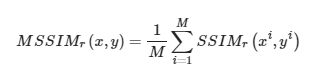 MSSIM_r (x, y) = \frac{1}{M} \sum_{i=1}^{M} SSIM_r (x^i, y^i)